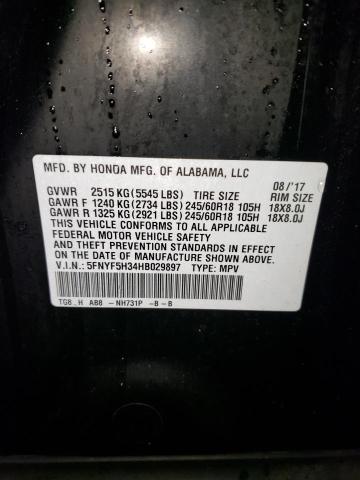 MFD. BY HONDA MFG. OF ALABAMA, LLC 08/'17
GVWR 2515 KG (5545 LBS) TIRE SIZE RIM SIZE
GAWR F 1240 KG (2734 LBS) 245/60R18 105H 18X8.0J
GAWR R 1325 KG (2921 LBS) 245/60R18 105H 18X8.0J
THIS VEHICLE CONFORMS TO ALL APPLICABLE
FEDERAL MOTOR VEHICLE SAFETY
AND THEFT PREVENTION STANDARDS IN EFFECT
ON THE DATE OF MANUFACTURE SHOWN ABOVE.
V.I.N: 5FNYF5H34HB029897 TYPE: MPV
TG8 . H AB8 - NH731P - B - B